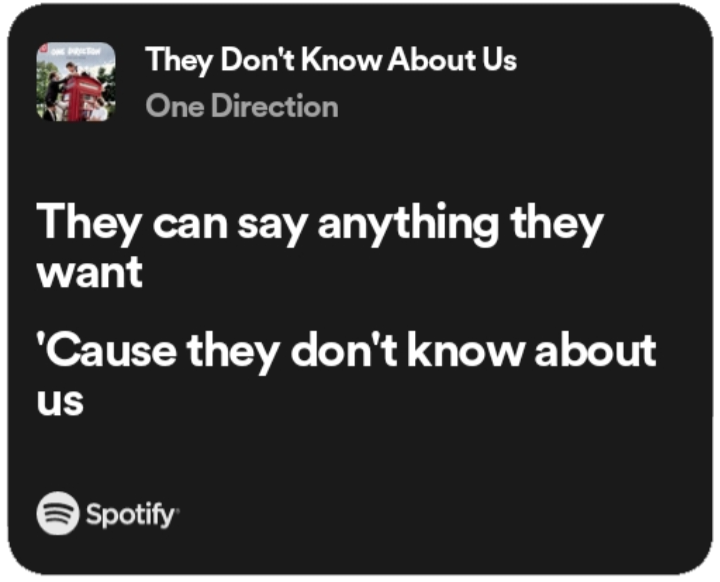 ONE DIRECTION
They Don't Know About Us
One Direction
They can say anything they
want
'Cause they don't know about
us
Spotify